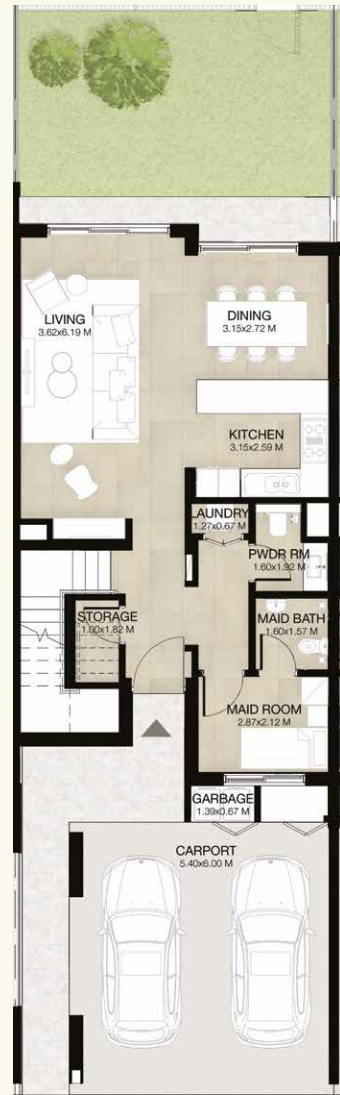 LIVING
3.62x6.19 M
DINING
3.15x2.72 M
KITCHEN
3.15x2.59 M
LAUNDRY
1.27x0.67 M
PWDR RM
1.60x1.92 M
STORAGE
1.00x1.82 M
MAID BATH
1.60x1.57 M
MAID ROOM
2.87x2.12 M
GARBAGE
1.39x0.67 M
CARPORT
5.40x6.00 M